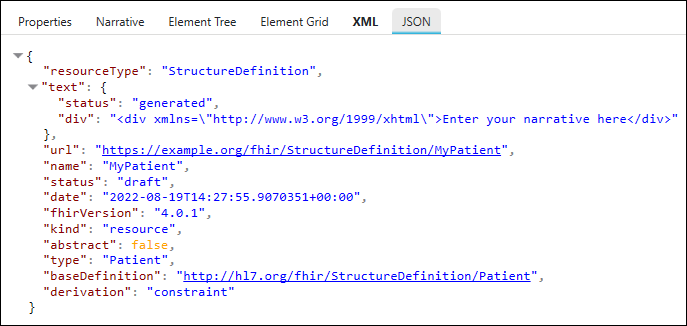 Properties Narrative Element Tree Element Grid XML JSON
{
"resourceType": "StructureDefinition",
"text": {
"status": "generated",
"div": "<div xmlns=\"http://www.w3.org/1999/xhtml\">Enter your narrative here</div>"
},
"url": "https://example.org/fhir/StructureDefinition/MyPatient",
"name": "MyPatient",
"status": "draft",
"date": "2022-08-19T14:27:55.9070351+00:00",
"fhirVersion": "4.0.1",
"kind": "resource",
"abstract": false,
"type": "Patient",
"baseDefinition": "http://hl7.org/fhir/StructureDefinition/Patient",
"derivation": "constraint"
}